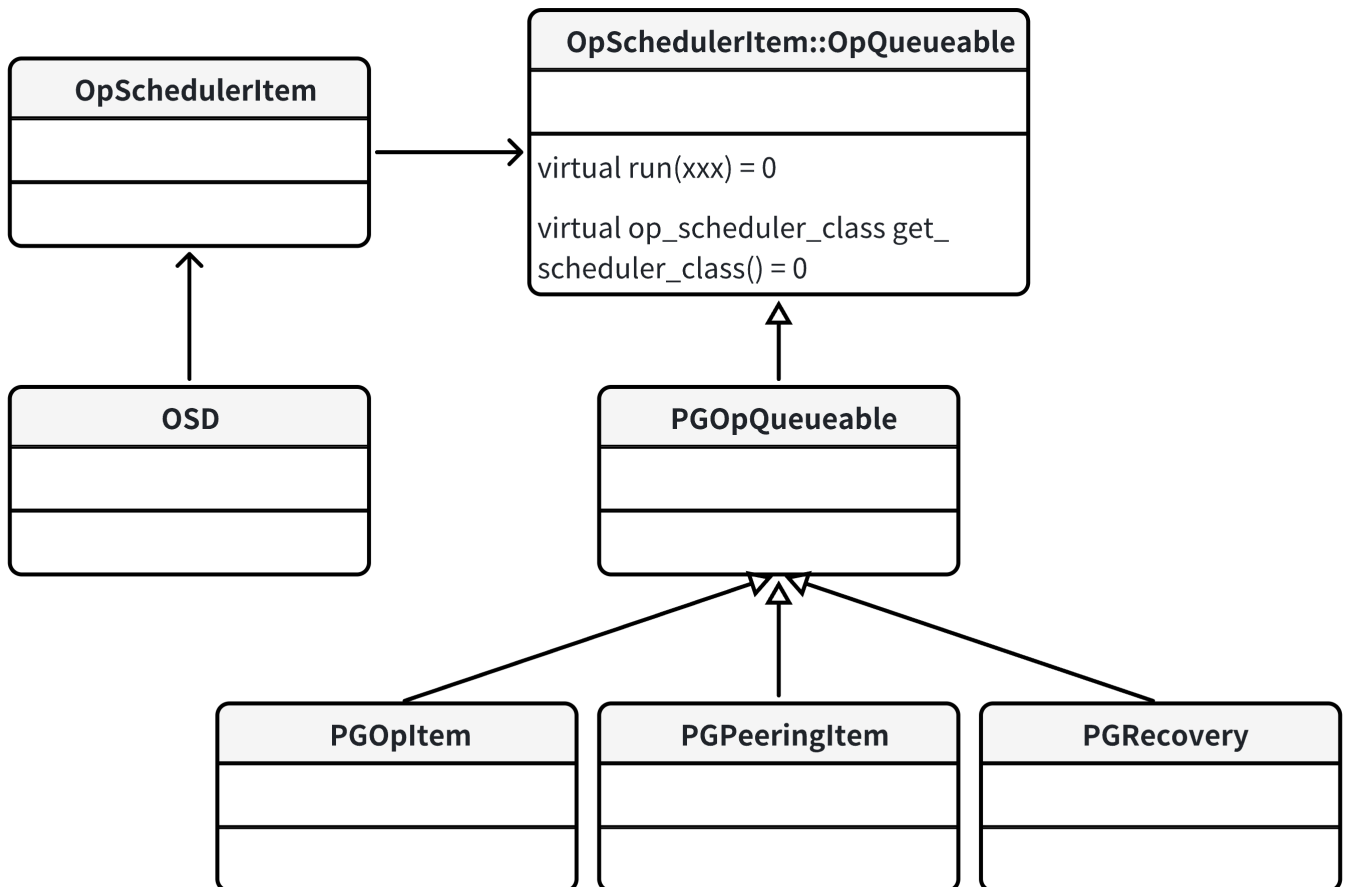 OpSchedulerItem::OpQueueable
OpSchedulerItem
virtual run(xxx) = 0
virtual op_scheduler_class get_
scheduler_class() = 0
OSD
PGOpQueueable
PGOpItem
PGPeeringItem
PGRecovery